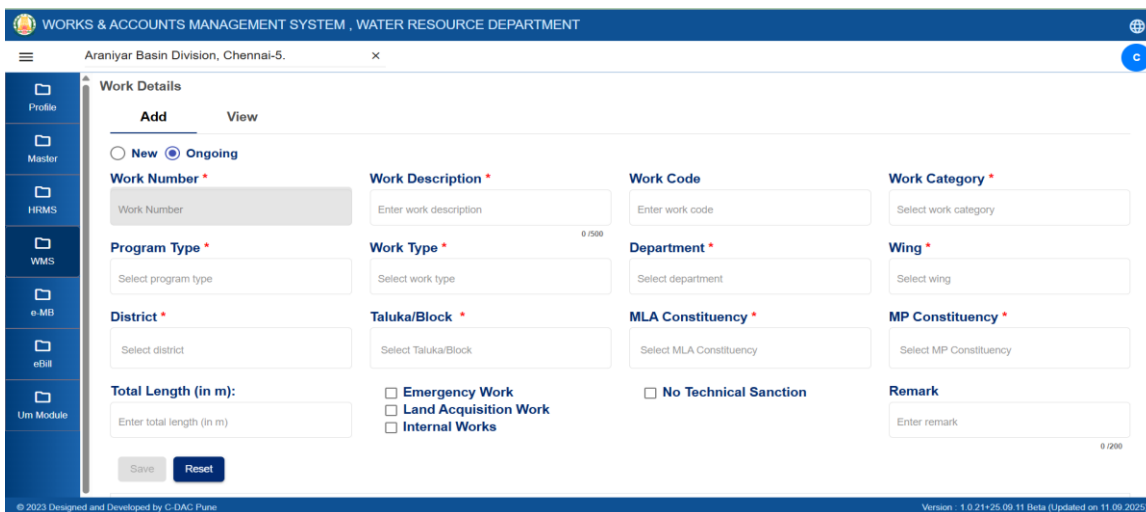 WORKS & ACCOUNTS MANAGEMENT SYSTEM , WATER RESOURCE DEPARTMENT
Araniyar Basin Division, Chennai-5. ×
C
Profile
Master
HRMS
WMS
e-MB
eBill
Um Module
Work Details
Add View
New Ongoing
Work Number * Work Description * Work Code Work Category *
Work Number Enter work description Enter work code Select work category
0 /500
Program Type * Work Type * Department * Wing *
Select program type Select work type Select department Select wing
District * Taluka/Block * MLA Constituency * MP Constituency *
Select district Select Taluka/Block Select MLA Constituency Select MP Constituency
Total Length (in m): Emergency Work No Technical Sanction Remark
Land Acquisition Work
Enter total length (in m) Internal Works Enter remark
0 /200
Save Reset
© 2023 Designed and Developed by C-DAC Pune Version : 1.0.21+25.09.11 Beta (Updated on 11.09.2025